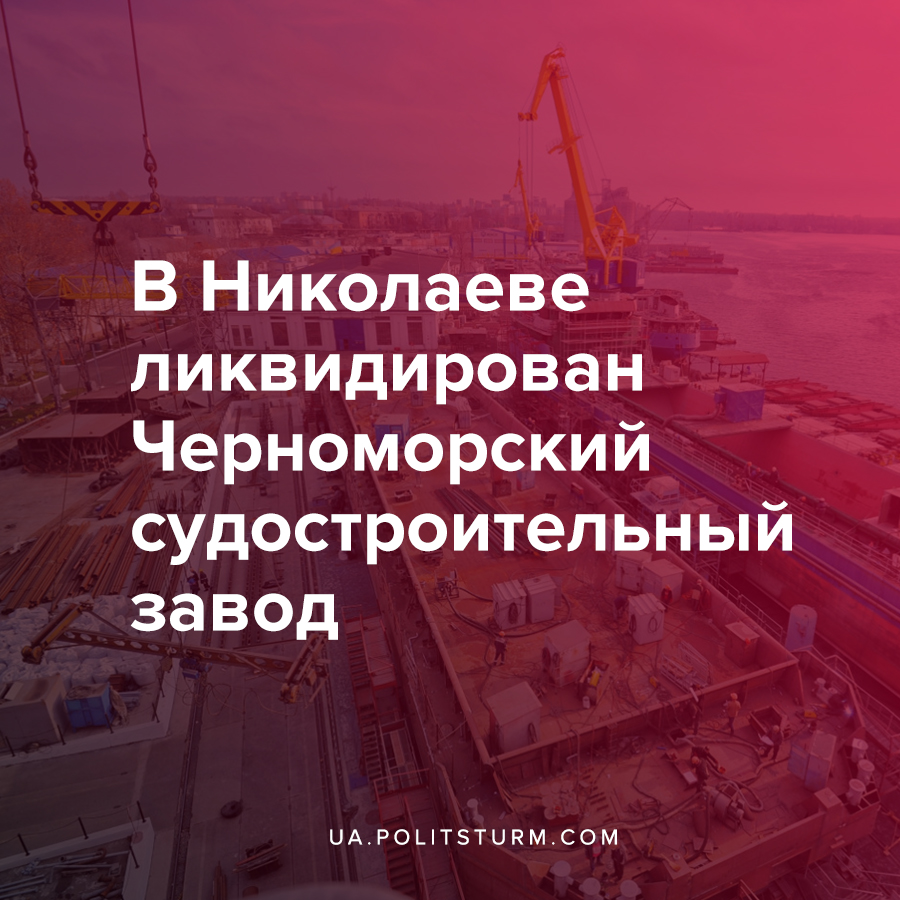 В Николаеве
ликвидирован
Черноморский
судостроительный
завод
UA.POLITSTURM.COM